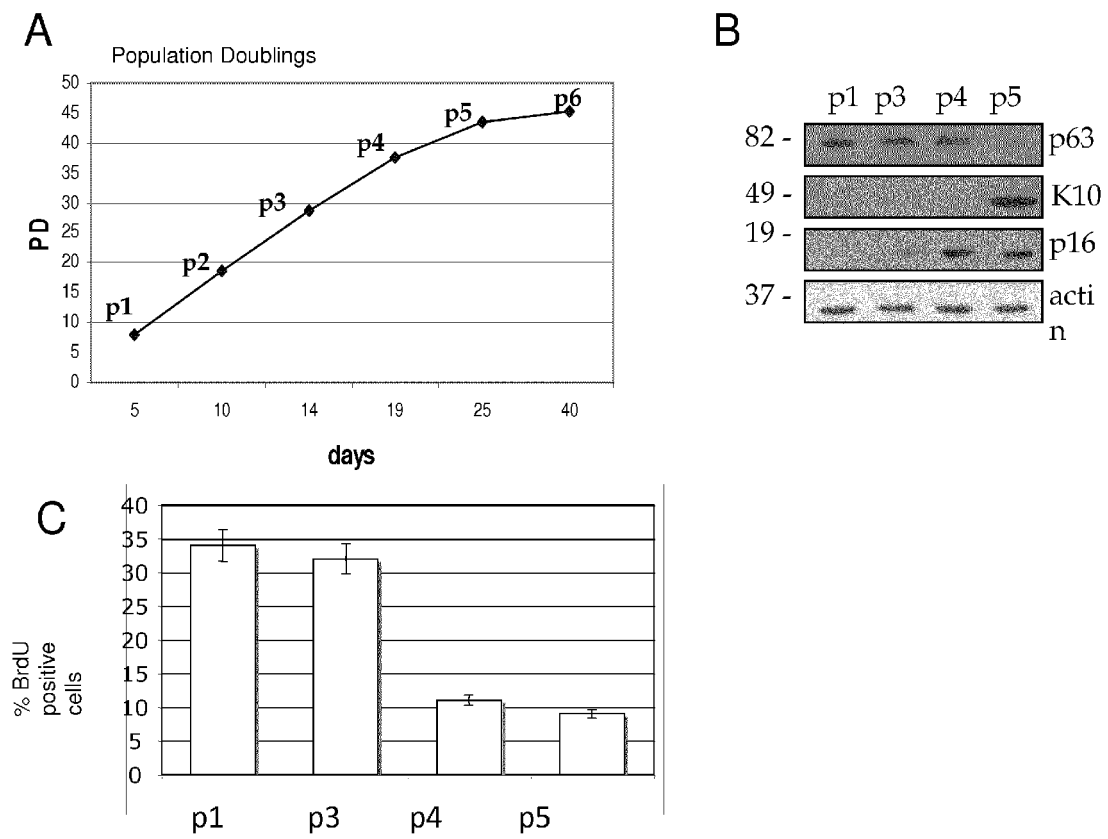 A
Population Doublings
50
45
40
35
30
25
20
15
10
5
0
PD
p1
p2
p3
p4
p5
p6
5 10 14 19 25 40
days
B
p1 p3 p4 p5
82 - p63
49 - K10
19 - p16
37 - acti
n
C
40
35
30
25
20
15
10
5
0
% BrdU
positive
cells
p1 p3 p4 p5